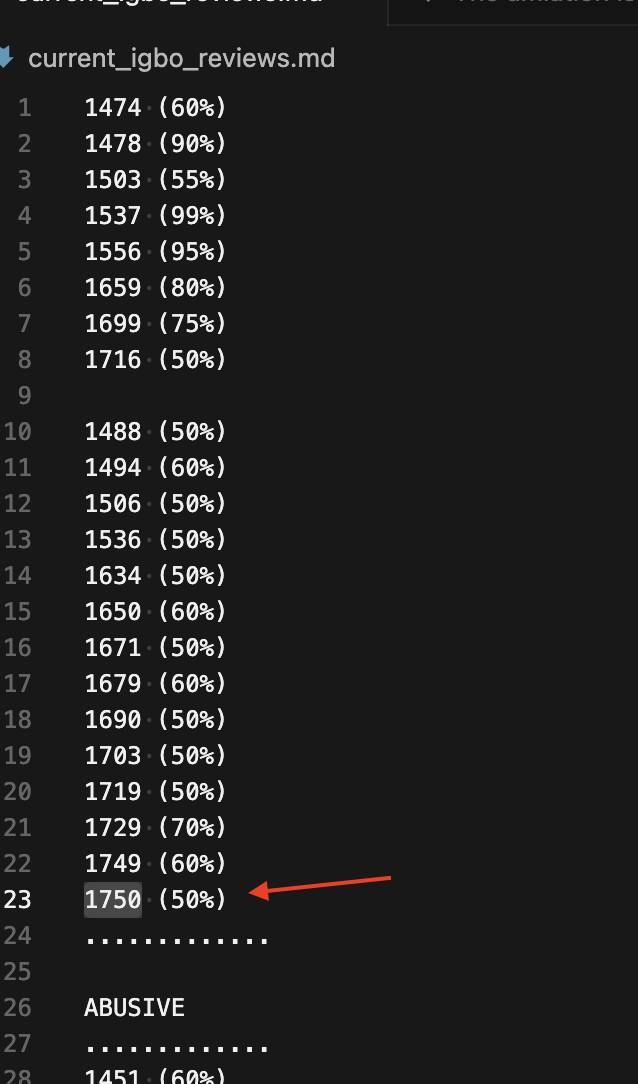 current_igbo_reviews.md
1 1474 (60%)
2 1478 (90%)
3 1503 (55%)
4 1537 (99%)
5 1556 (95%)
6 1659 (80%)
7 1699 (75%)
8 1716 (50%)
9
10 1488 (50%)
11 1494 (60%)
12 1506 (50%)
13 1536 (50%)
14 1634 (50%)
15 1650 (60%)
16 1671 (50%)
17 1679 (60%)
18 1690 (50%)
19 1703 (50%)
20 1719 (50%)
21 1729 (70%)
22 1749 (60%)
23 1750 (50%)
24 .............
25
26 ABUSIVE
27 .............
28 1451 (60%)